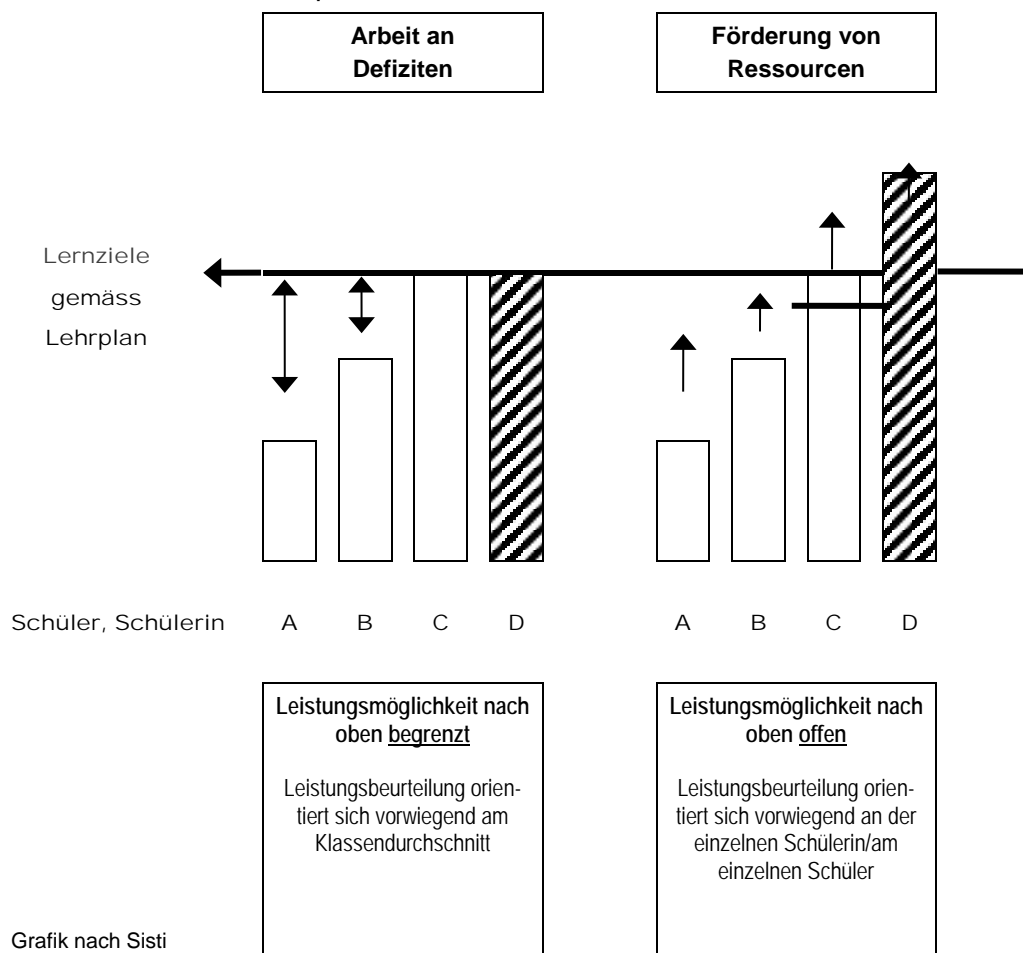 Arbeit an
Defiziten
Förderung von
Ressourcen
Lernziele
gemäss
Lehrplan
Schüler, Schülerin A B C D A B C D
Leistungsmöglichkeit nach
oben begrenzt
Leistungsbeurteilung orien-
tiert sich vorwiegend am
Klassendurchschnitt
Leistungsmöglichkeit nach
oben offen
Leistungsbeurteilung orien-
tiert sich vorwiegend an der
einzelnen Schülerin/am
einzelnen Schüler
Grafik nach Sisti